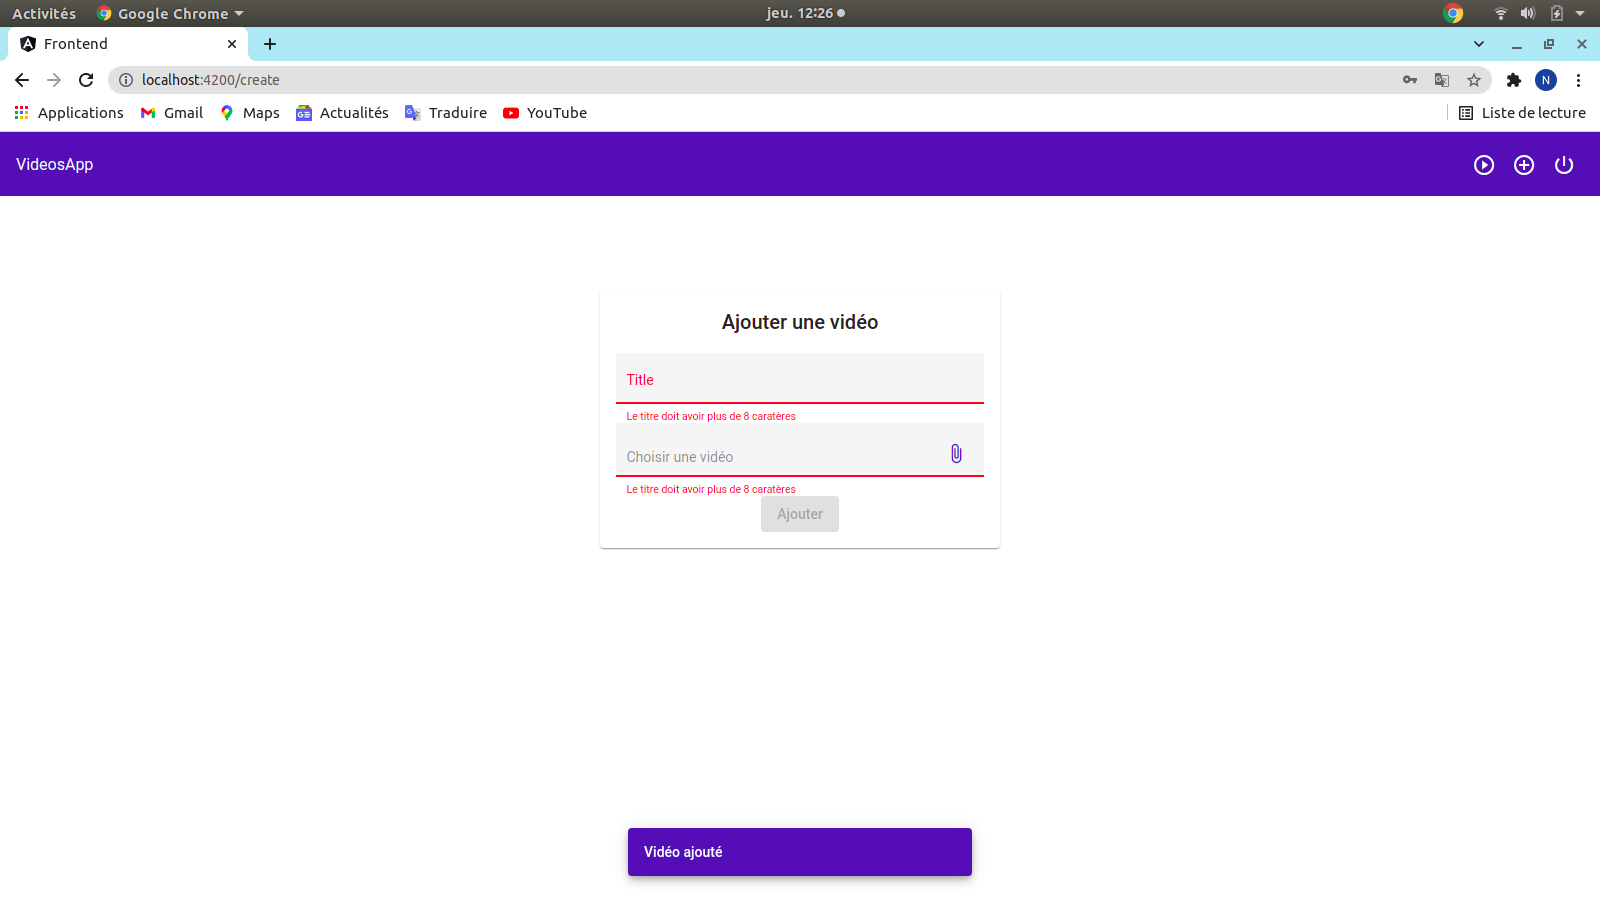 Activités Google Chrome jeu. 12:26
Frontend
localhost:4200/create N
Applications Gmail Maps Actualités Traduire YouTube Liste de lecture
VideosApp
Ajouter une vidéo
Title
Le titre doit avoir plus de 8 caratères
Choisir une vidéo
Le titre doit avoir plus de 8 caratères
Ajouter
Vidéo ajouté